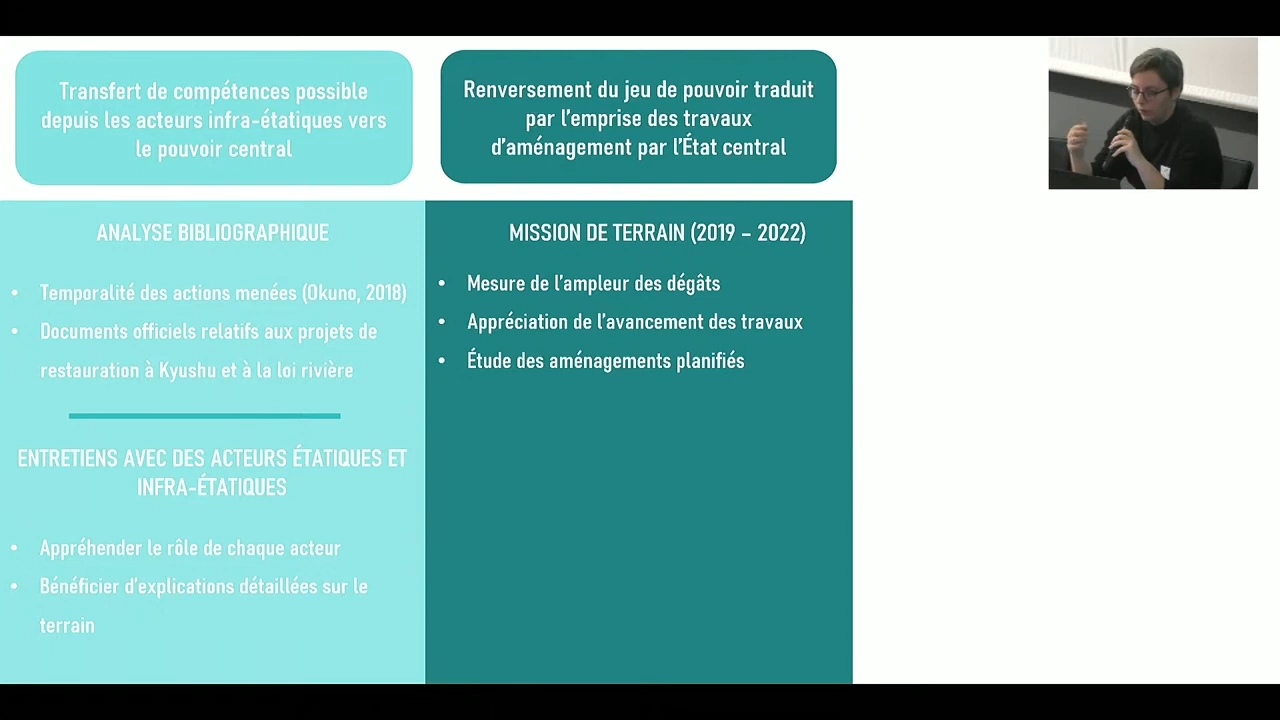 Transfert de compétences possible
depuis les acteurs infra-étatiques vers
le pouvoir central
Renversement du jeu de pouvoir traduit
par l'emprise des travaux
d'aménagement par l'État central
ANALYSE BIBLIOGRAPHIQUE
• Temporalité des actions menées (Okuno, 2018)
• Documents officiels relatifs aux projets de
restauration à Kyushu et à la loi rivière
ENTRETIENS AVEC DES ACTEURS ÉTATIQUES ET
INFRA-ÉTATIQUES
• Appréhender le rôle de chaque acteur
• Bénéficier d'explications détaillées sur le
terrain
MISSION DE TERRAIN (2019 – 2022)
• Mesure de l'ampleur des dégâts
• Appréciation de l'avancement des travaux
• Étude des aménagements planifiés